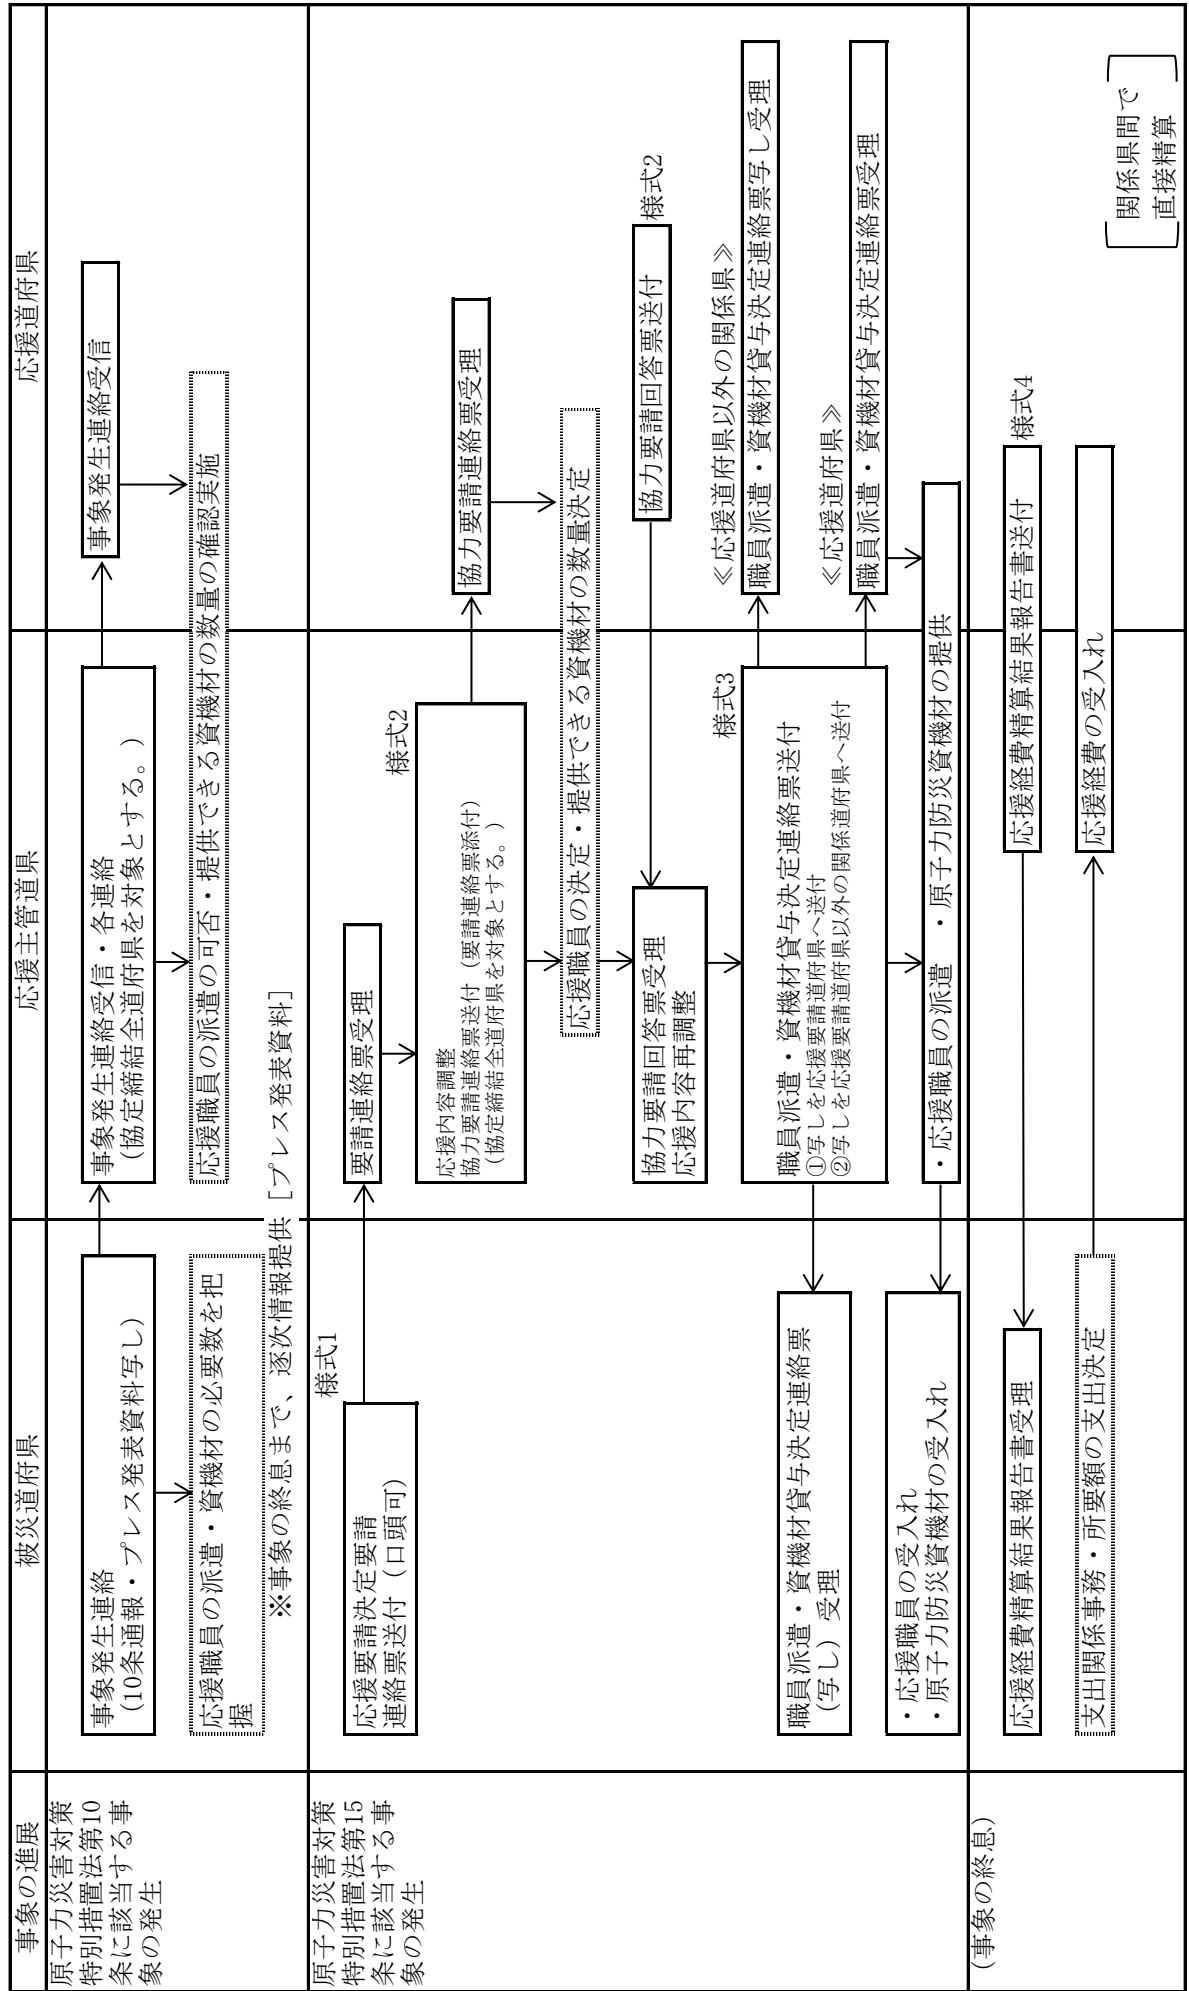 事象の進展
被災道府県
応援主管道県
応援道府県
原子力災害対策
特別措置法第10
条に該当する事
象の発生
事象発生連絡
(10条通報・プレス発表資料写し)
応援職員の派遣・資機材の必要数を把
握
事象発生連絡受信・各連絡
(協定締結全道府県を対象とする。)
事象発生連絡受信
応援職員の派遣の可否・提供できる資機材の数量の確認実施
※事象の終息まで、逐次情報提供［プレス発表資料］
原子力災害対策
特別措置法第15
条に該当する事
象の発生
様式1
応援要請決定要請
連絡票送付（口頭可）
要請連絡票受理
様式2
応援内容調整
協力要請連絡票送付（要請連絡票添付）
(協定締結全道府県を対象とする。)
協力要請連絡票受理
応援職員の決定・提供できる資機材の数量決定
協力要請回答票送付
様式2
協力要請回答票受理
応援内容再調整
様式3
職員派遣・資機材貸与決定連絡票送付
①写しを応援要請道府県へ送付
②写しを応援要請道府県以外の関係道府県へ送付
≪応援道府県以外の関係県≫
職員派遣・資機材貸与決定連絡票写し受理
≪応援道府県≫
職員派遣・資機材貸与決定連絡票受理
職員派遣・資機材貸与決定連絡票
(写し）受理
・応援職員の派遣　・原子力防災資機材の提供
・応援職員の受入れ
・原子力防災資機材の受入れ
(事象の終息)
応援経費精算結果報告書受理
応援経費精算結果報告書送付
様式4
支出関係事務・所要額の支出決定
応援経費の受入れ
関係県間で
直接精算